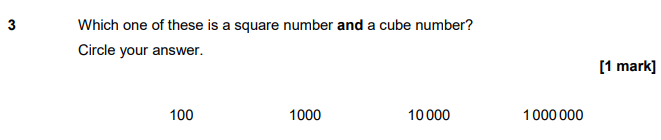 3 Which one of these is a square number and a cube number?
Circle your answer.
[1 mark]
100 1000 10 000 1 000 000